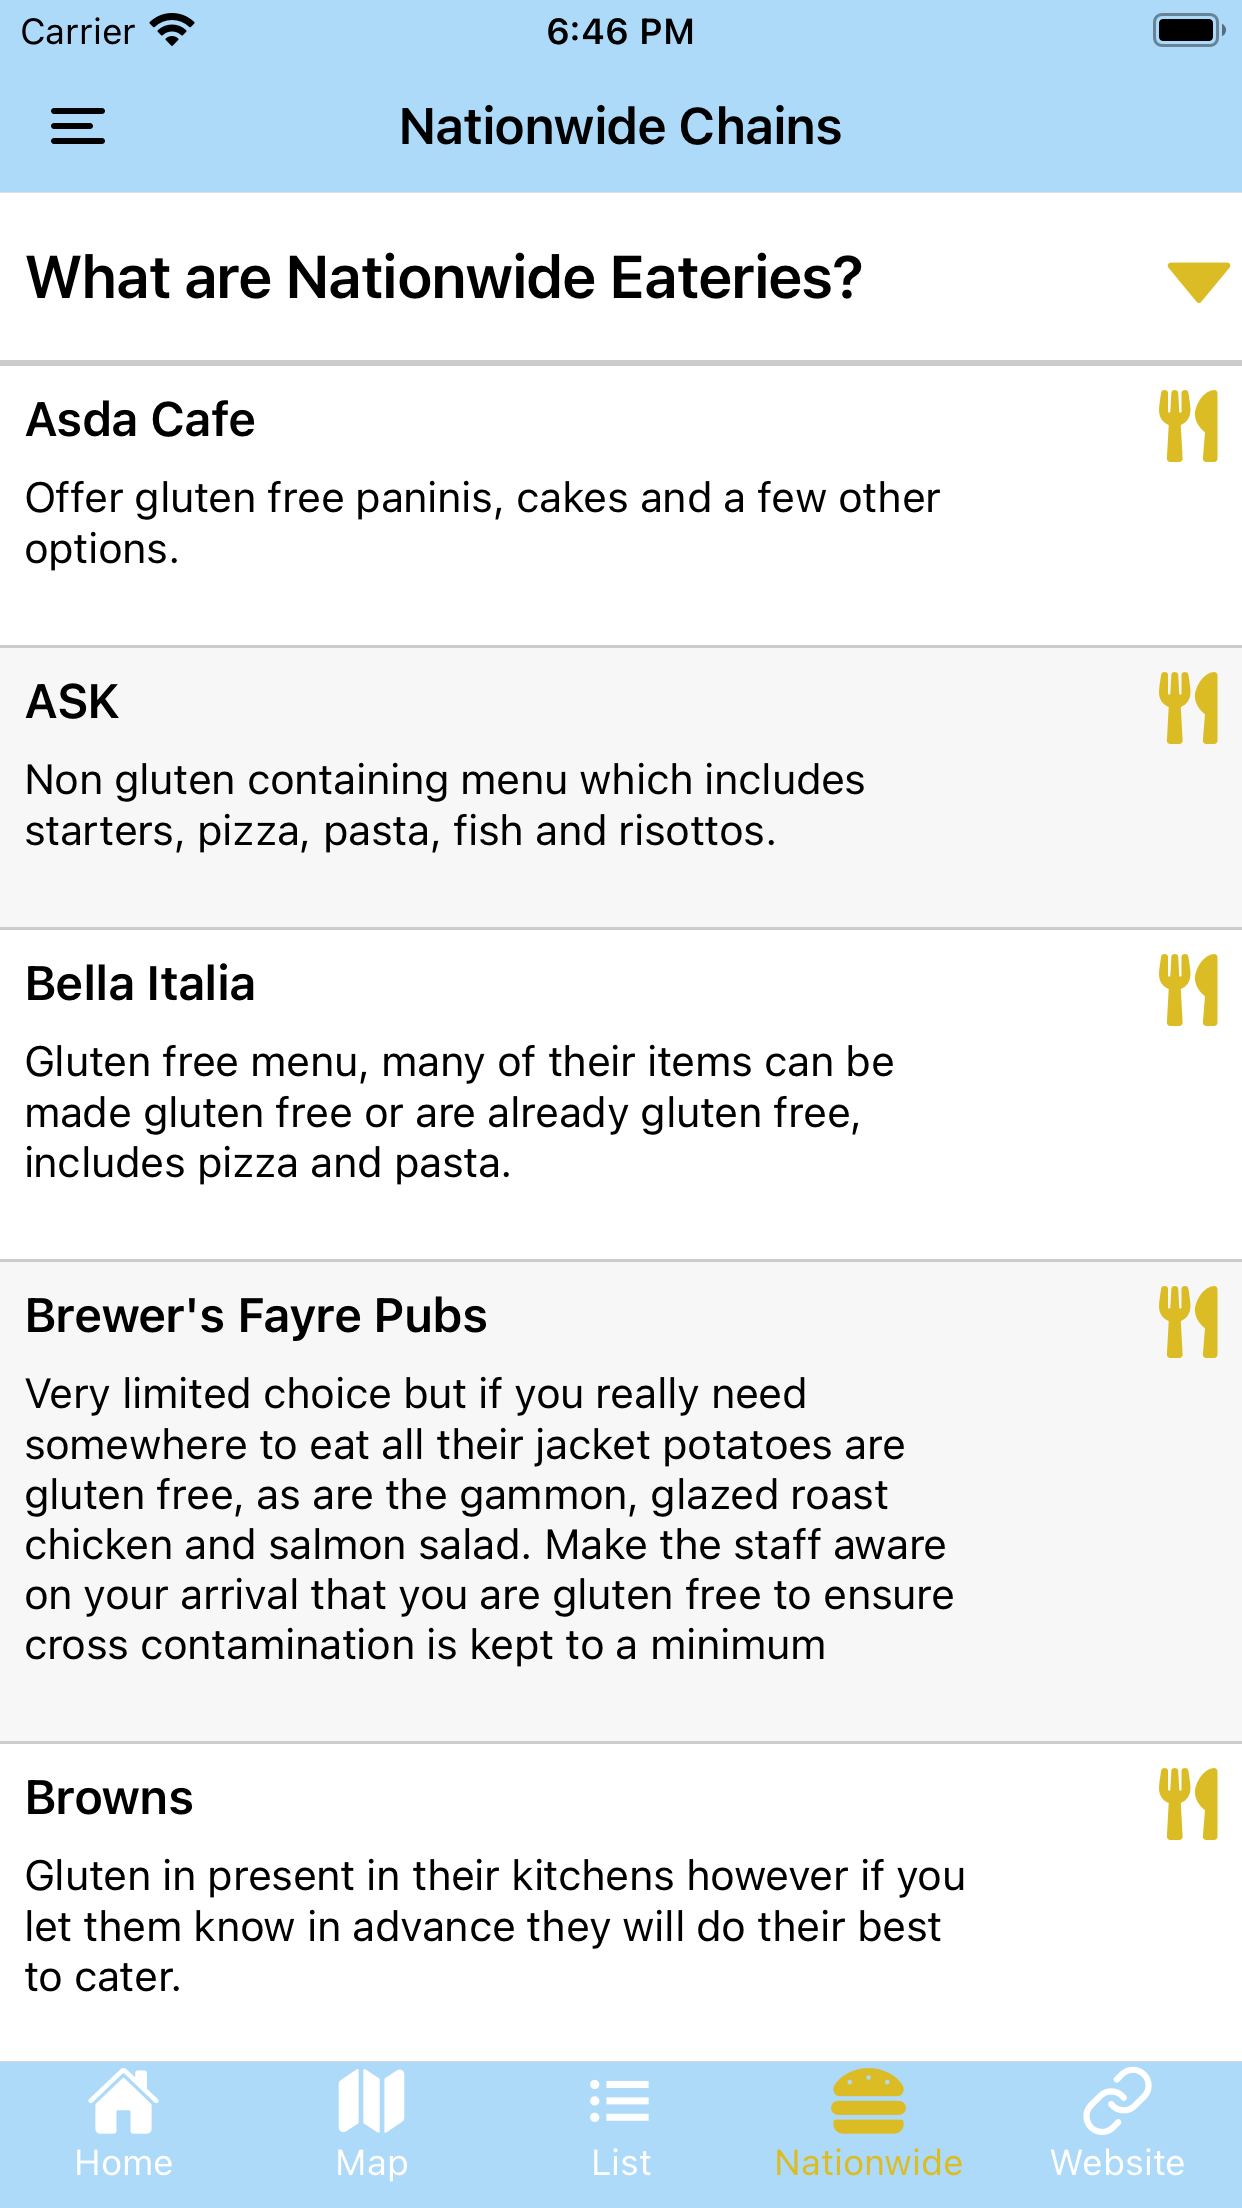 Carrier
6:46 PM
Nationwide Chains
What are Nationwide Eateries?
Asda Cafe
Offer gluten free paninis, cakes and a few other
options.
ASK
Non gluten containing menu which includes
starters, pizza, pasta, fish and risottos.
Bella Italia
Gluten free menu, many of their items can be
made gluten free or are already gluten free,
includes pizza and pasta.
Brewer's Fayre Pubs
Very limited choice but if you really need
somewhere to eat all their jacket potatoes are
gluten free, as are the gammon, glazed roast
chicken and salmon salad. Make the staff aware
on your arrival that you are gluten free to ensure
cross contamination is kept to a minimum
Browns
Gluten in present in their kitchens however if you
let them know in advance they will do their best
to cater.
Home
Map
List
Nationwide
Website